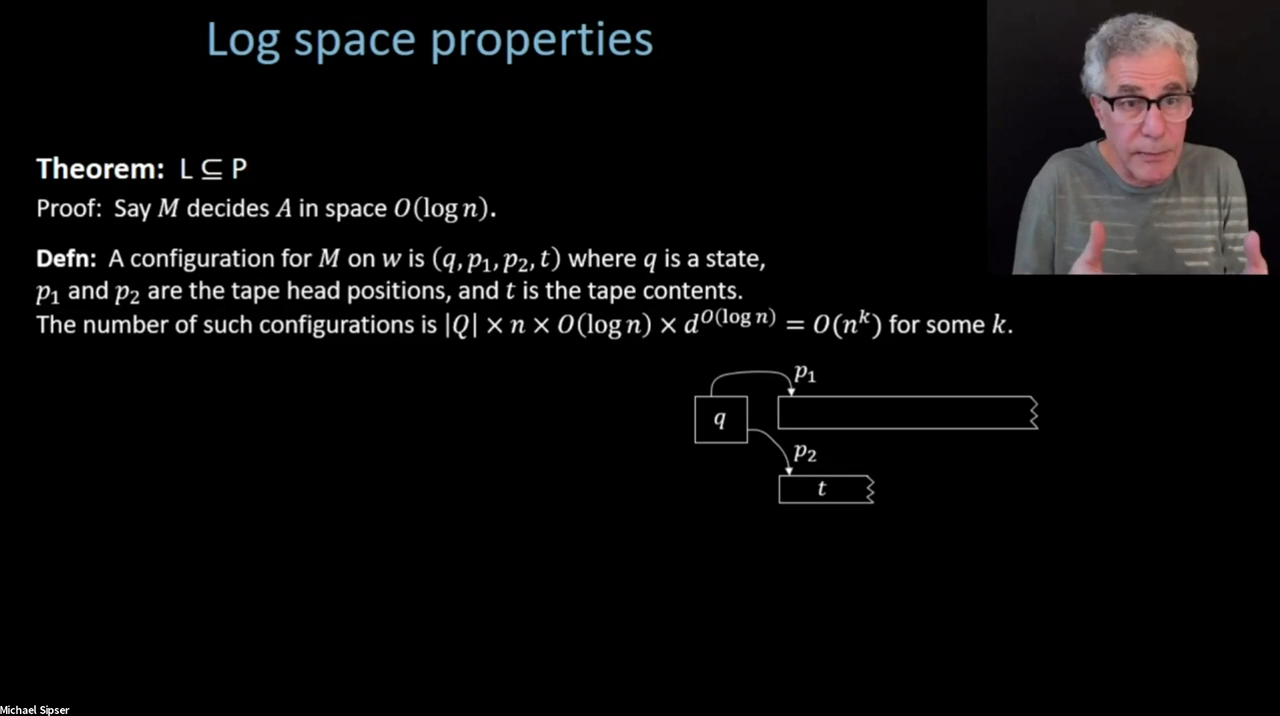 Log space properties
Theorem: L ⊆ P
Proof: Say M decides A in space O(log n).
Defn: A configuration for M on w is (q, p₁, p₂, t) where q is a state,
p₁ and p₂ are the tape head positions, and t is the tape contents.
The number of such configurations is |Q| × n × O(log n) × d^{O(log n)} = O(nᵏ) for some k.
p₁
q
p₂
t
Michael Sipser